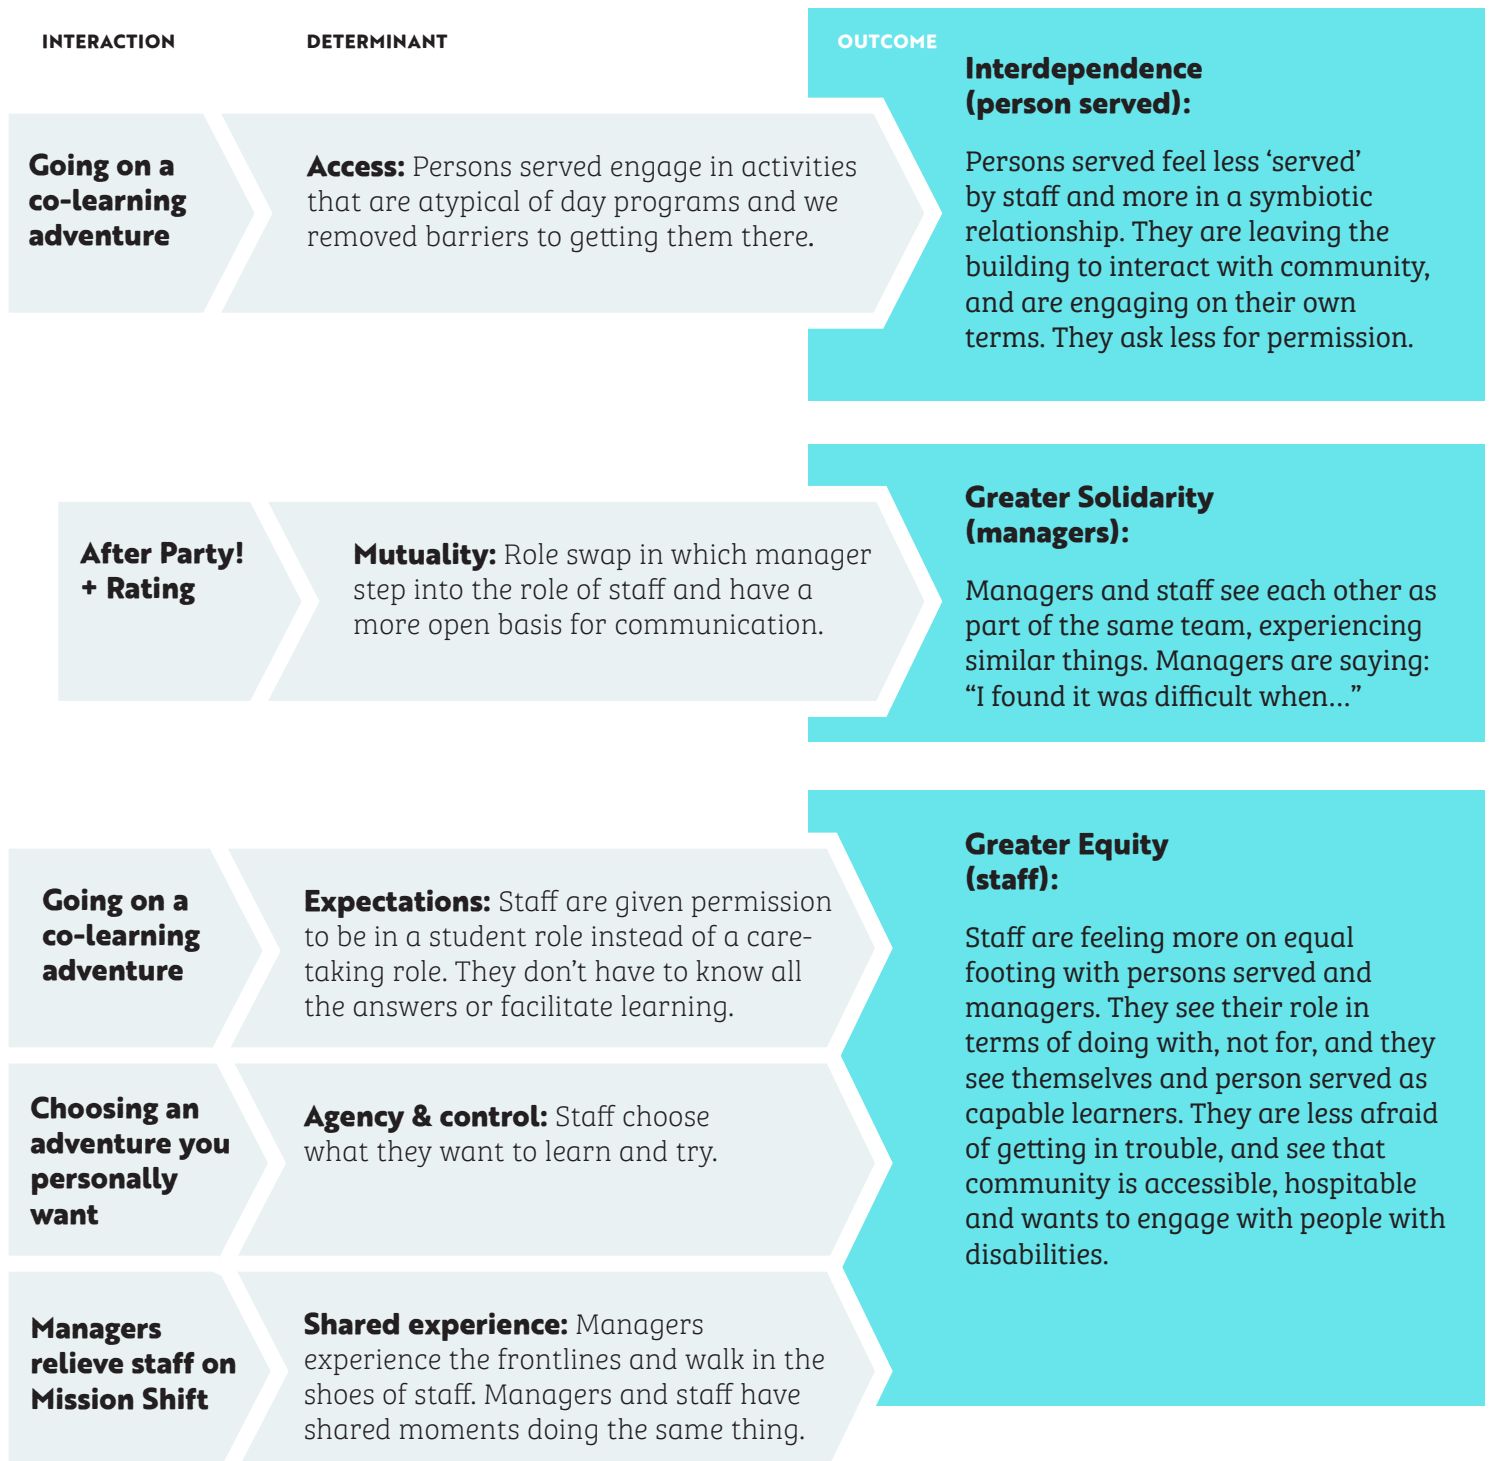 INTERACTION
DETERMINANT
OUTCOME
Going on a
co-learning
adventure
Access: Persons served engage in activities
that are atypical of day programs and we
removed barriers to getting them there.
Interdependence
(person served):
Persons served feel less ‘served’
by staff and more in a symbiotic
relationship. They are leaving the
building to interact with community,
and are engaging on their own
terms. They ask less for permission.
After Party!
+ Rating
Mutuality: Role swap in which manager
step into the role of staff and have a
more open basis for communication.
Greater Solidarity
(managers):
Managers and staff see each other as
part of the same team, experiencing
similar things. Managers are saying:
“I found it was difficult when...”
Going on a
co-learning
adventure
Expectations: Staff are given permission
to be in a student role instead of a care-
taking role. They don’t have to know all
the answers or facilitate learning.
Choosing an
adventure you
personally
want
Agency & control: Staff choose
what they want to learn and try.
Managers
relieve staff on
Mission Shift
Shared experience: Managers
experience the frontlines and walk in the
shoes of staff. Managers and staff have
shared moments doing the same thing.
Greater Equity
(staff):
Staff are feeling more on equal
footing with persons served and
managers. They see their role in
terms of doing with, not for, and they
see themselves and person served as
capable learners. They are less afraid
of getting in trouble, and see that
community is accessible, hospitable
and wants to engage with people with
disabilities.